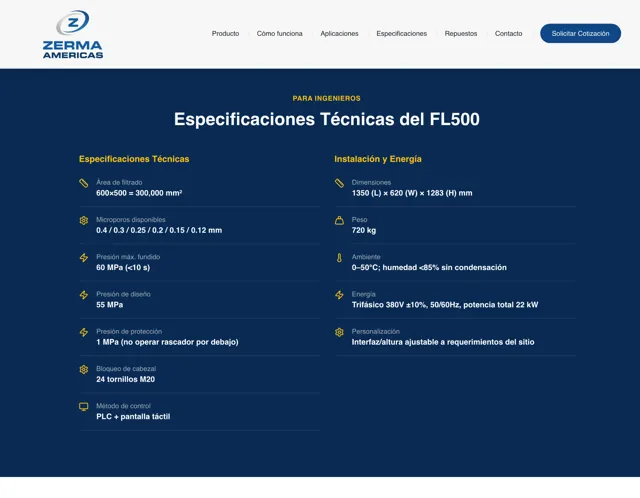 ZERMA
AMERICAS
Producto
Cómo funciona
Aplicaciones
Especificaciones
Repuestos
Contacto
Solicitar Cotización
PARA INGENIEROS
Especificaciones Técnicas del FL500
Especificaciones Técnicas
Área de filtrado
600×500 = 300,000 mm²
Microporos disponibles
0.4 / 0.3 / 0.25 / 0.2 / 0.15 / 0.12 mm
Presión máx. fundido
60 MPa (<10 s)
Presión de diseño
55 MPa
Presión de protección
1 MPa (no operar rascador por debajo)
Bloqueo de cabezal
24 tornillos M20
Método de control
PLC + pantalla táctil
Instalación y Energía
Dimensiones
1350 (L) × 620 (W) × 1283 (H) mm
Peso
720 kg
Ambiente
0–50°C; humedad <85% sin condensación
Energía
Trifásico 380V ±10%, 50/60Hz, potencia total 22 kW
Personalización
Interfaz/altura ajustable a requerimientos del sitio